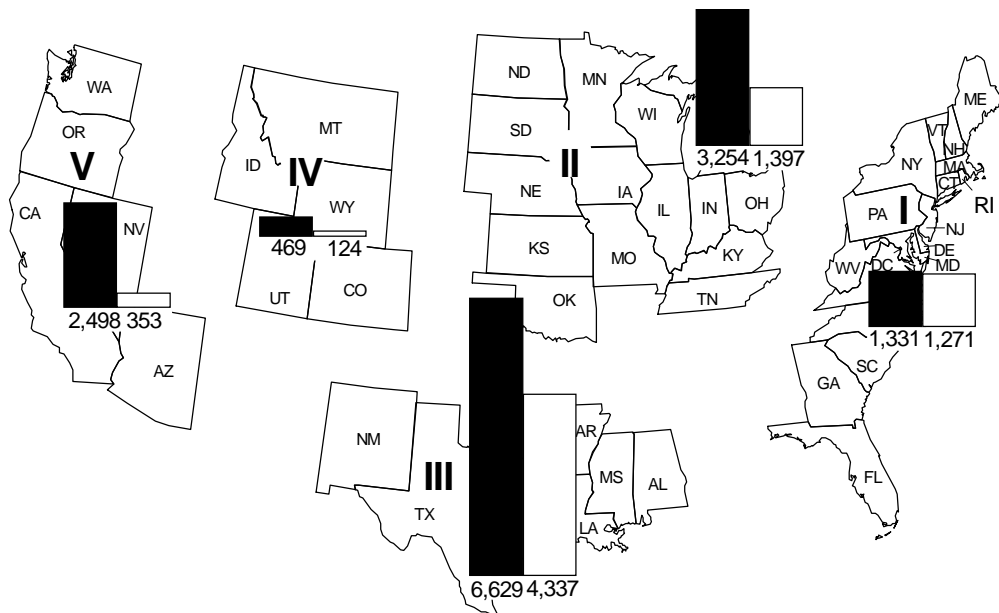 WA
OR
V
CA
NV
2,498 353
AZ
MT
ID
IV
WY
469 124
UT
CO
ND
MN
SD
WI
II
NE
IA
IL
IN
OH
KS
MO
KY
OK
TN
3,254 1,397
ME
VT
NH
NY
MA
CT
RI
PA
I
NJ
DE
WV
DC
MD
1,331 1,271
SC
GA
FL
NM
III
TX
AR
MS
AL
LA
6,629 4,337